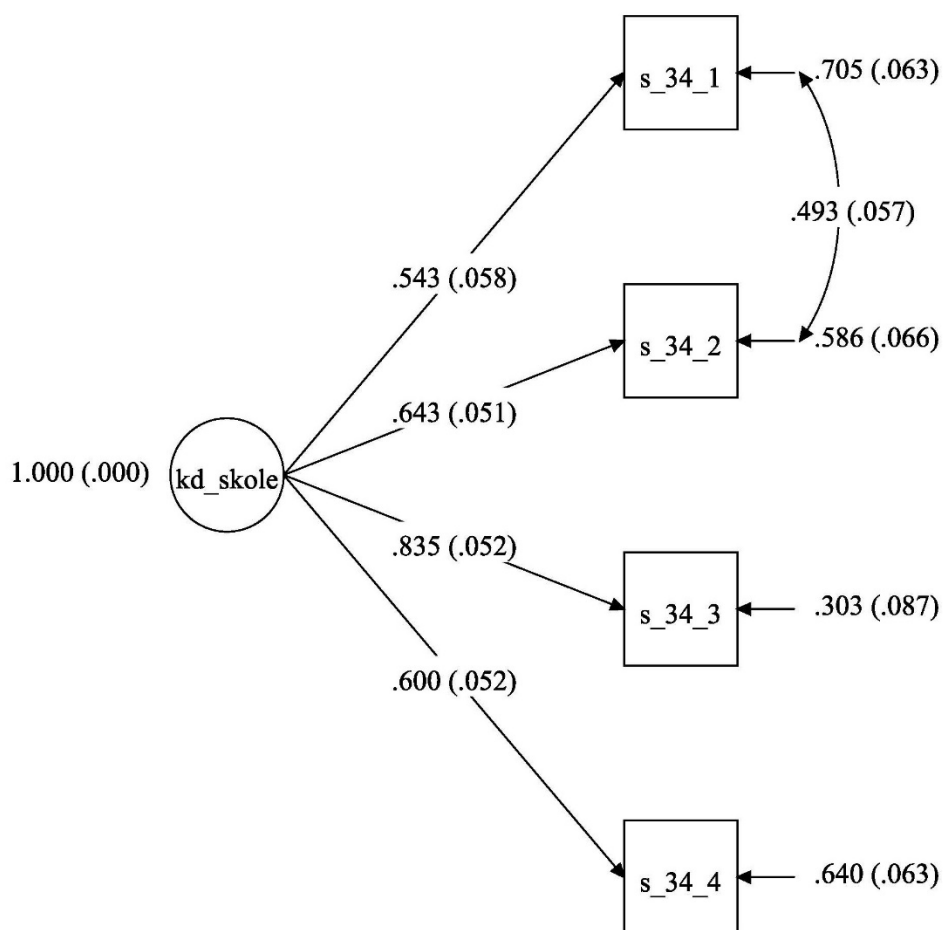 s_34_1
.705 (.063)
.493 (.057)
.543 (.058)
s_34_2
.586 (.066)
.643 (.051)
1.000 (.000)
kd_skole
.835 (.052)
s_34_3
.303 (.087)
.600 (.052)
s_34_4
.640 (.063)